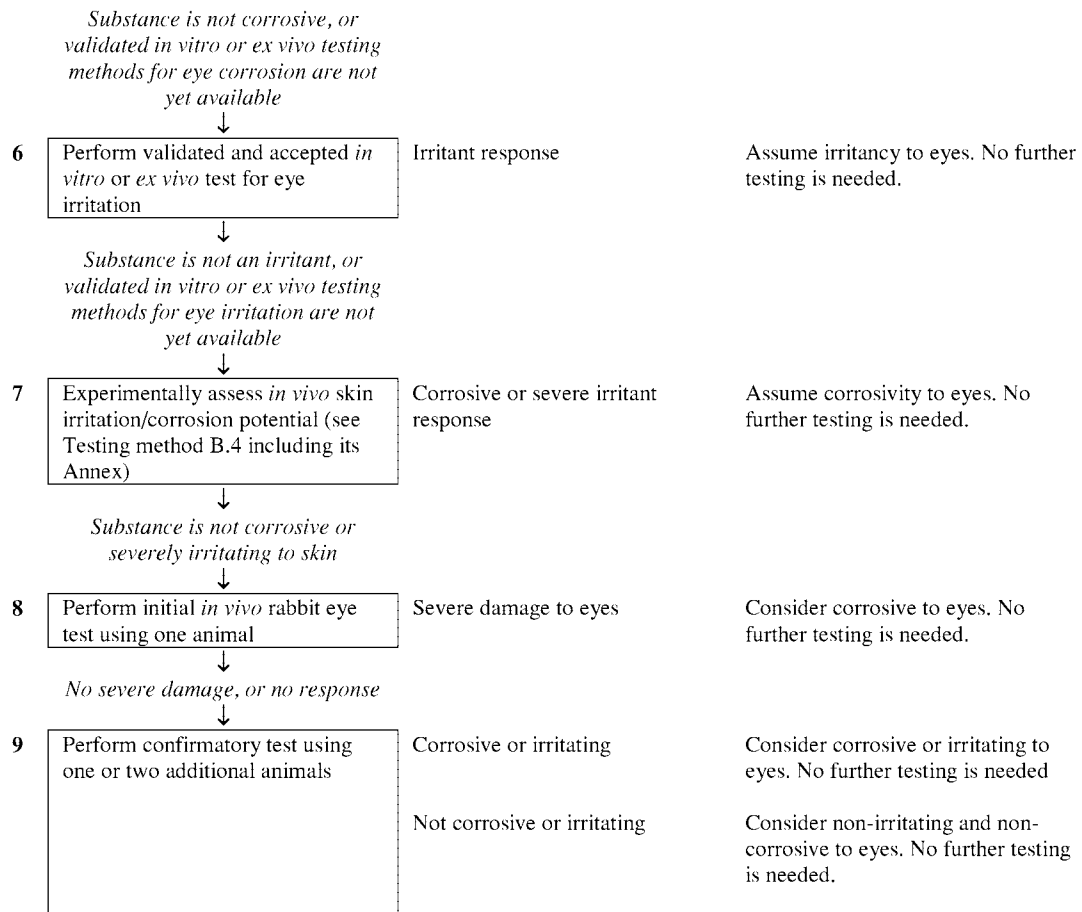 Substance is not corrosive, or
validated in vitro or ex vivo testing
methods for eye corrosion are not
yet available
↓
6 Perform validated and accepted in Irritant response Assume irritancy to eyes. No further
vitro or ex vivo test for eye testing is needed.
irritation
↓
Substance is not an irritant, or
validated in vitro or ex vivo testing
methods for eye irritation are not
yet available
↓
7 Experimentally assess in vivo skin Corrosive or severe irritant Assume corrosivity to eyes. No
irritation/corrosion potential (see response further testing is needed.
Testing method B.4 including its
Annex)
↓
Substance is not corrosive or
severely irritating to skin
↓
8 Perform initial in vivo rabbit eye Severe damage to eyes Consider corrosive to eyes. No
test using one animal further testing is needed.
↓
No severe damage, or no response
↓
9 Perform confirmatory test using Corrosive or irritating Consider corrosive or irritating to
one or two additional animals eyes. No further testing is needed
Not corrosive or irritating Consider non-irritating and non-
corrosive to eyes. No further testing
is needed.